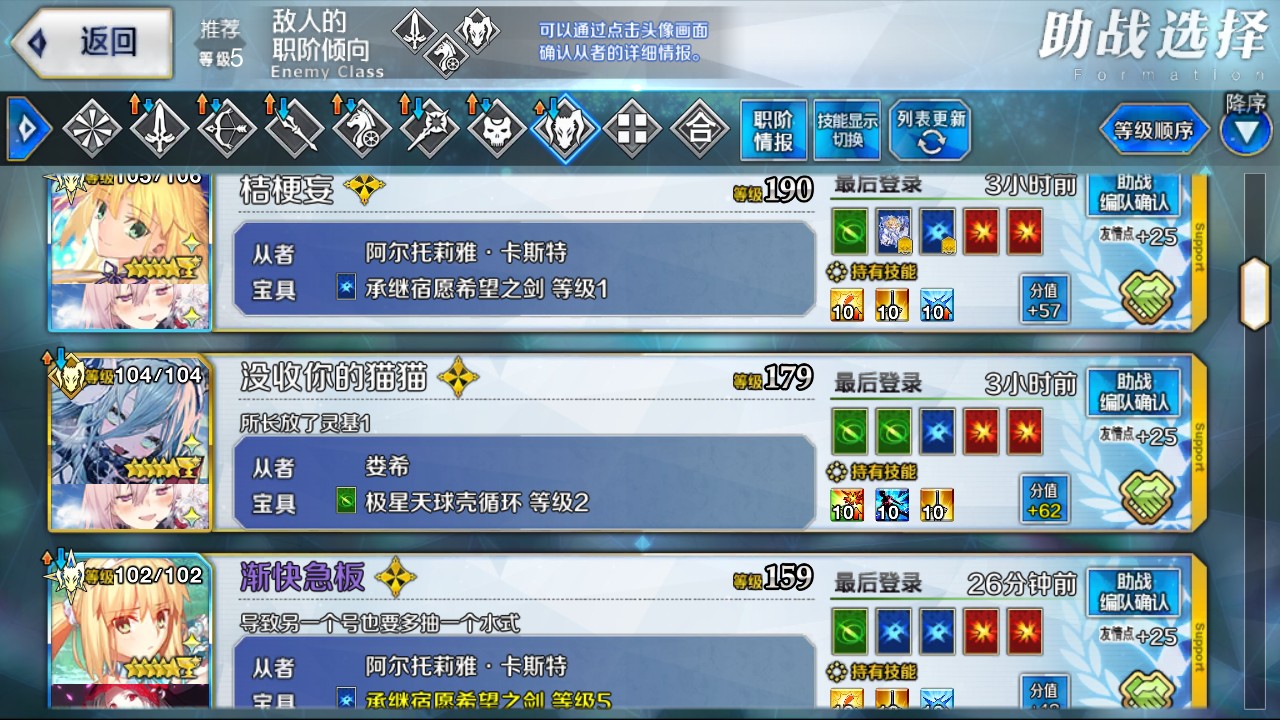 返回
推荐
等级5
敌人的
职阶倾向
Enemy Class
可以通过点击头像画面
确认从者的详细情报。
助战选择
Formation
合
职阶
情报
技能显示
切换
列表更新
等级顺序
降序
等级105/106
桔梗妄
等级190
最后登录
3小时前
助战
编队确认
从者
阿尔托莉雅·卡斯特
宝具
承继宿愿希望之剑 等级1
持有技能
10
10
10
分值
+57
友情点+25
Support
等级104/104
没收你的猫猫
等级179
最后登录
3小时前
助战
编队确认
所长放了灵基1
从者
娄希
宝具
极星天球壳循环 等级2
持有技能
10
10
10
分值
+62
友情点+25
Support
等级102/102
渐快急板
等级159
最后登录
26分钟前
助战
编队确认
导致另一个号也要多抽一个水式
从者
阿尔托莉雅·卡斯特
宝具
承继宿愿希望之剑 等级5
持有技能
分值
友情点+25
Support